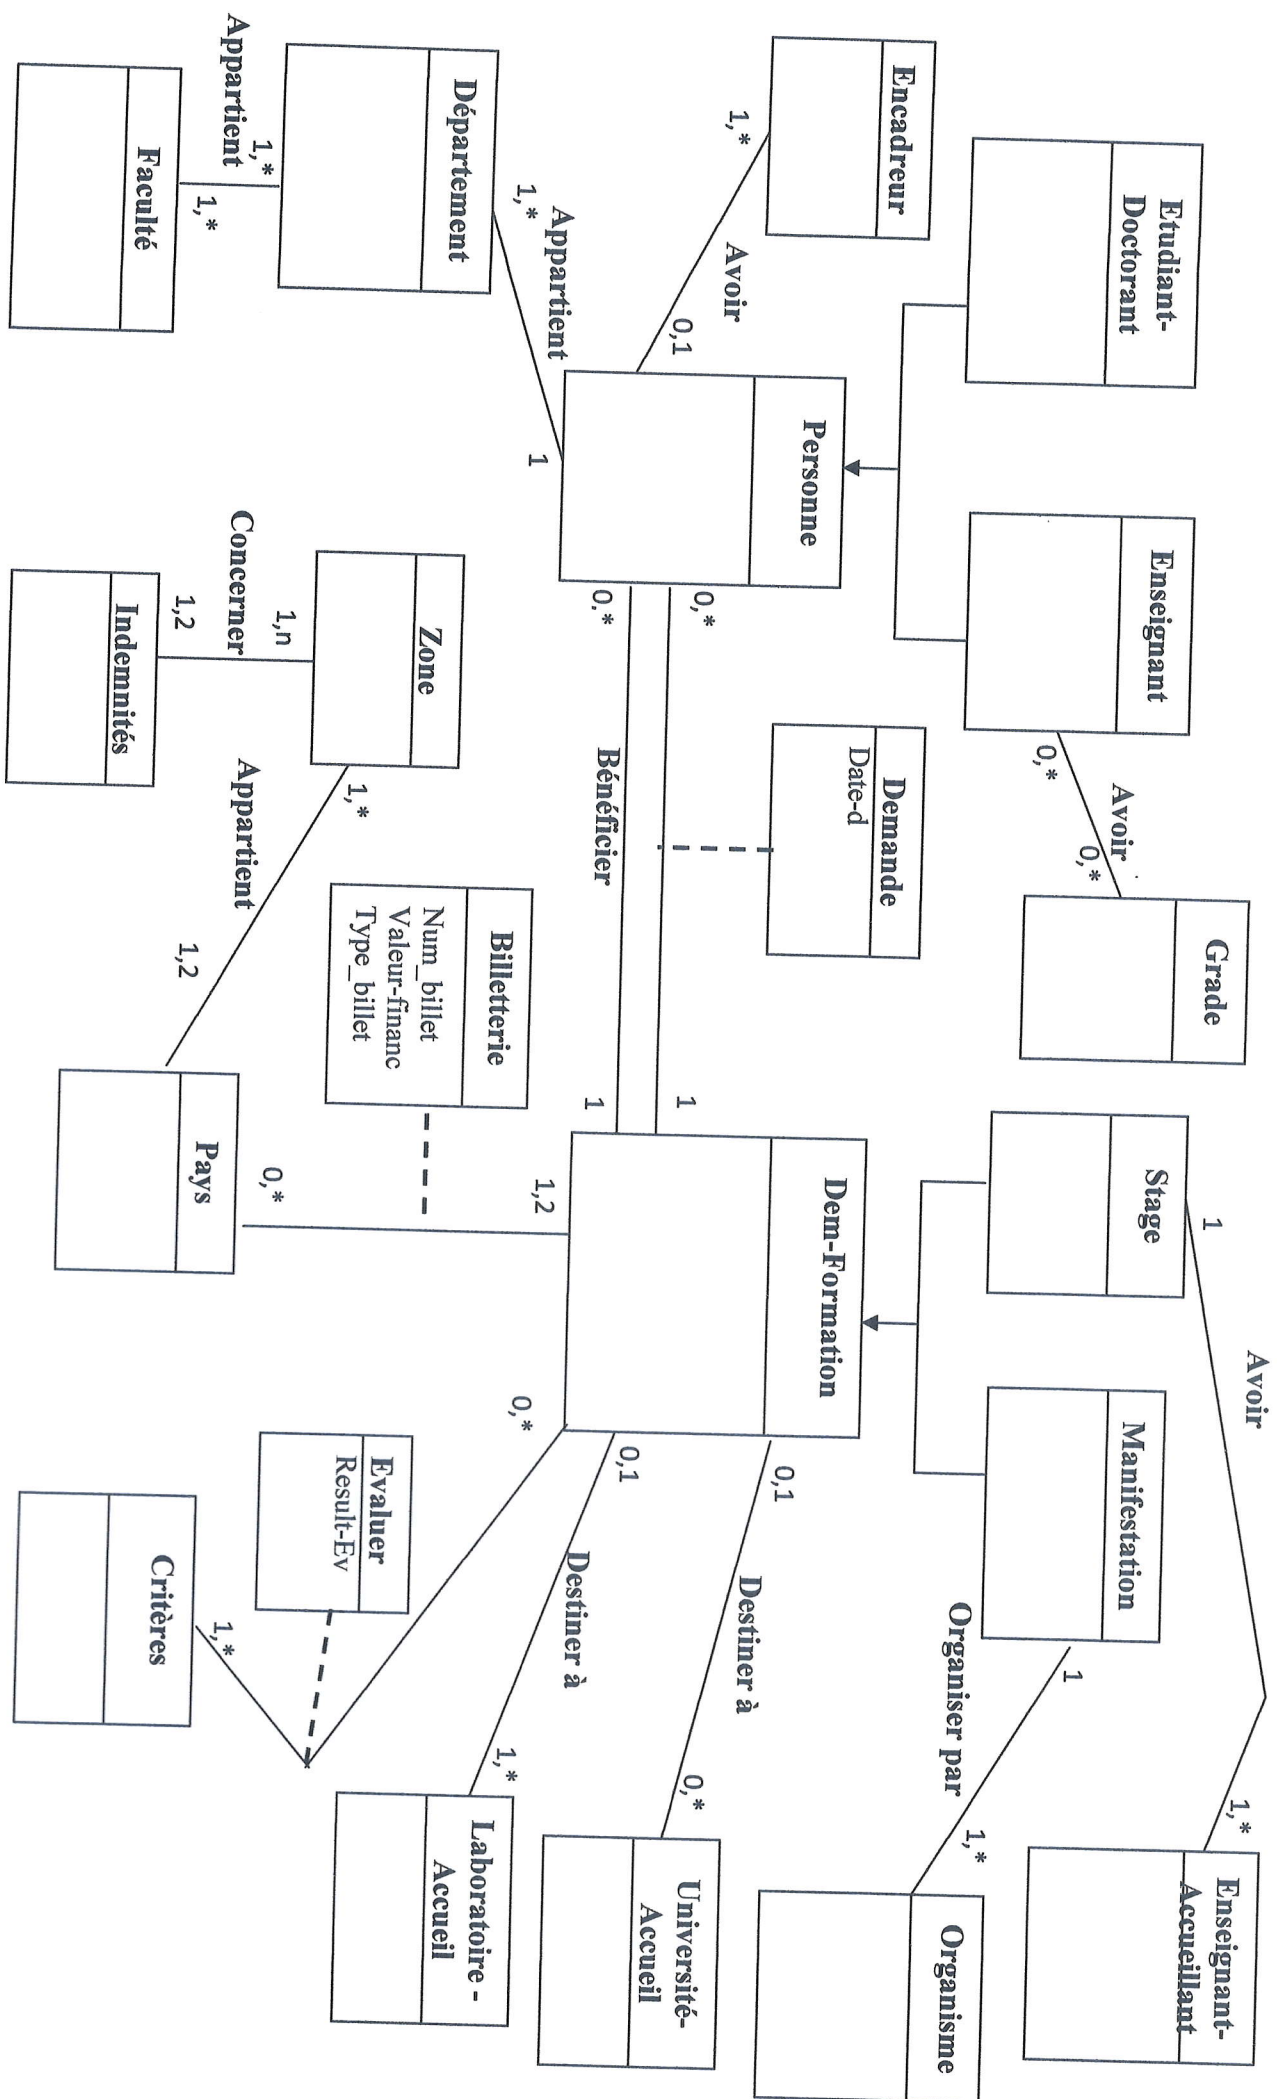 Avoir
1
1,*
Enseignant-
Accueillant
Etudiant-
Doctorant
Enseignant
0,*
Avoir
0,*
Grade
Stage
Manifestation
1
Organiser par
1,*
Organisme
Encadreur
1,*
Avoir
0,1
Personne
0,*
0,*
Demande
Date-d
Bénéficier
1
1
Dem-Formation
0,1
Destiner à
0,*
Université-
Accueil
0,1
Destiner à
1,*
Laboratoire -
Accueil
Département
1,*
Appartient
1
1,*
Appartient
1,*
Faculté
Zone
1,n
Concerner
1,2
Indemnités
1,*
Appartient
1,2
Billetterie
Num_billet
Valeur-financ
Type_billet
1,2
0,*
Pays
0,*
Evaluer
Result-Ev
1,*
Critères